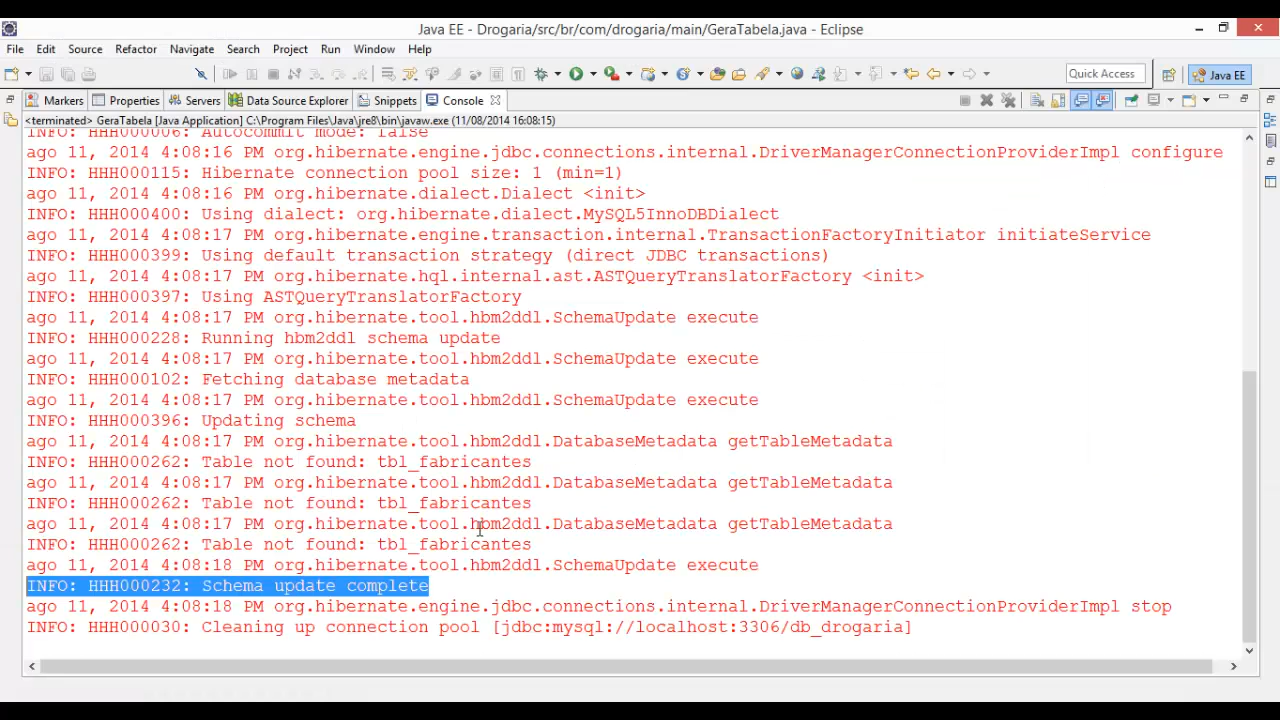 Java EE - Drogaria/src/br/com/drogaria/main/GeraTabela.java - Eclipse
File Edit Source Refactor Navigate Search Project Run Window Help
Quick Access Java EE
Markers Properties Servers Data Source Explorer Snippets Console
<terminated> GeraTabela [Java Application] C:\Program Files\Java\jre8\bin\javaw.exe (11/08/2014 16:08:15)
INFO: HHH000006: Autocommit mode: false
ago 11, 2014 4:08:16 PM org.hibernate.engine.jdbc.connections.internal.DriverManagerConnectionProviderImpl configure
INFO: HHH000115: Hibernate connection pool size: 1 (min=1)
ago 11, 2014 4:08:16 PM org.hibernate.dialect.Dialect <init>
INFO: HHH000400: Using dialect: org.hibernate.dialect.MySQL5InnoDBDialect
ago 11, 2014 4:08:17 PM org.hibernate.engine.transaction.internal.TransactionFactoryInitiator initiateService
INFO: HHH000399: Using default transaction strategy (direct JDBC transactions)
ago 11, 2014 4:08:17 PM org.hibernate.hql.internal.ast.ASTQueryTranslatorFactory <init>
INFO: HHH000397: Using ASTQueryTranslatorFactory
ago 11, 2014 4:08:17 PM org.hibernate.tool.hbm2ddl.SchemaUpdate execute
INFO: HHH000228: Running hbm2ddl schema update
ago 11, 2014 4:08:17 PM org.hibernate.tool.hbm2ddl.SchemaUpdate execute
INFO: HHH000102: Fetching database metadata
ago 11, 2014 4:08:17 PM org.hibernate.tool.hbm2ddl.SchemaUpdate execute
INFO: HHH000396: Updating schema
ago 11, 2014 4:08:17 PM org.hibernate.tool.hbm2ddl.DatabaseMetadata getTableMetadata
INFO: HHH000262: Table not found: tbl_fabricantes
ago 11, 2014 4:08:17 PM org.hibernate.tool.hbm2ddl.DatabaseMetadata getTableMetadata
INFO: HHH000262: Table not found: tbl_fabricantes
ago 11, 2014 4:08:17 PM org.hibernate.tool.hbm2ddl.DatabaseMetadata getTableMetadata
INFO: HHH000262: Table not found: tbl_fabricantes
ago 11, 2014 4:08:18 PM org.hibernate.tool.hbm2ddl.SchemaUpdate execute
INFO: HHH000232: Schema update complete
ago 11, 2014 4:08:18 PM org.hibernate.engine.jdbc.connections.internal.DriverManagerConnectionProviderImpl stop
INFO: HHH000030: Cleaning up connection pool [jdbc:mysql://localhost:3306/db_drogaria]